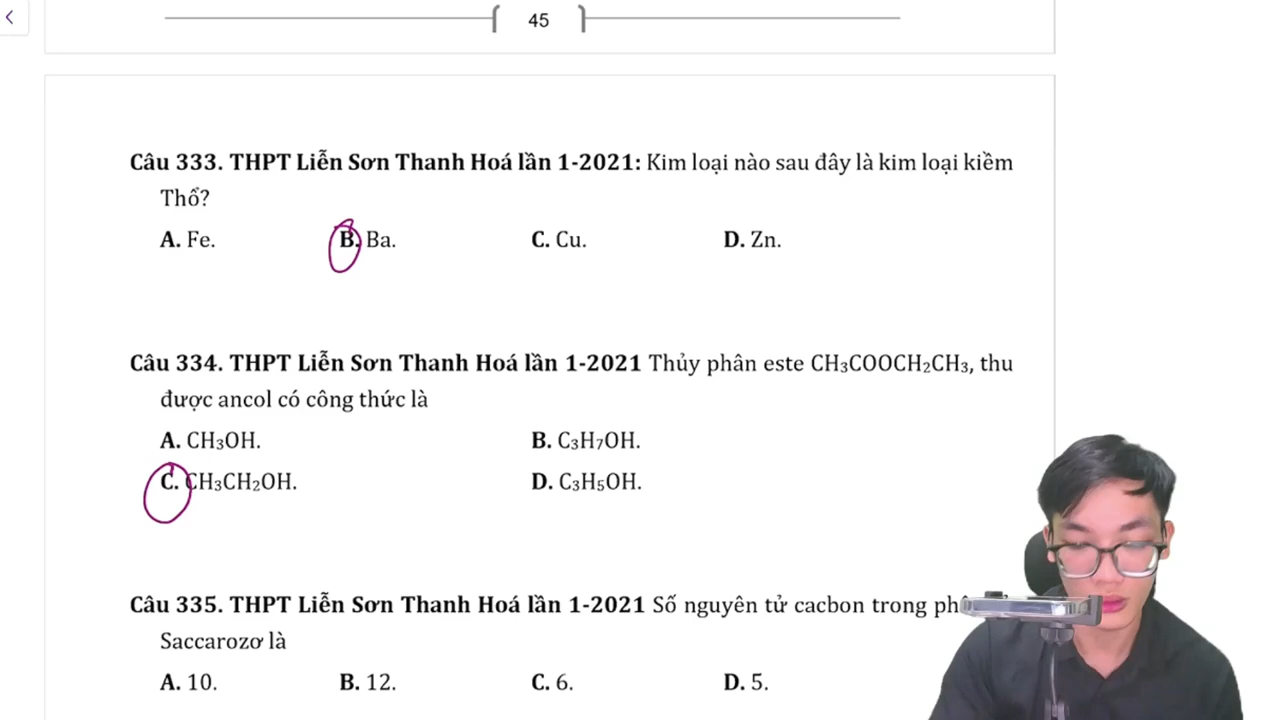 45
Câu 333. THPT Liễn Sơn Thanh Hoá lần 1-2021: Kim loại nào sau đây là kim loại kiềm
Thổ?
A. Fe. B. Ba. C. Cu. D. Zn.
Câu 334. THPT Liễn Sơn Thanh Hoá lần 1-2021 Thủy phân este CH₃COOCH₂CH₃, thu
được ancol có công thức là
A. CH₃OH. B. C₃H₇OH.
C. CH₃CH₂OH. D. C₃H₅OH.
Câu 335. THPT Liễn Sơn Thanh Hoá lần 1-2021 Số nguyên tử cacbon trong
Saccarozơ là
A. 10. B. 12. C. 6. D. 5.